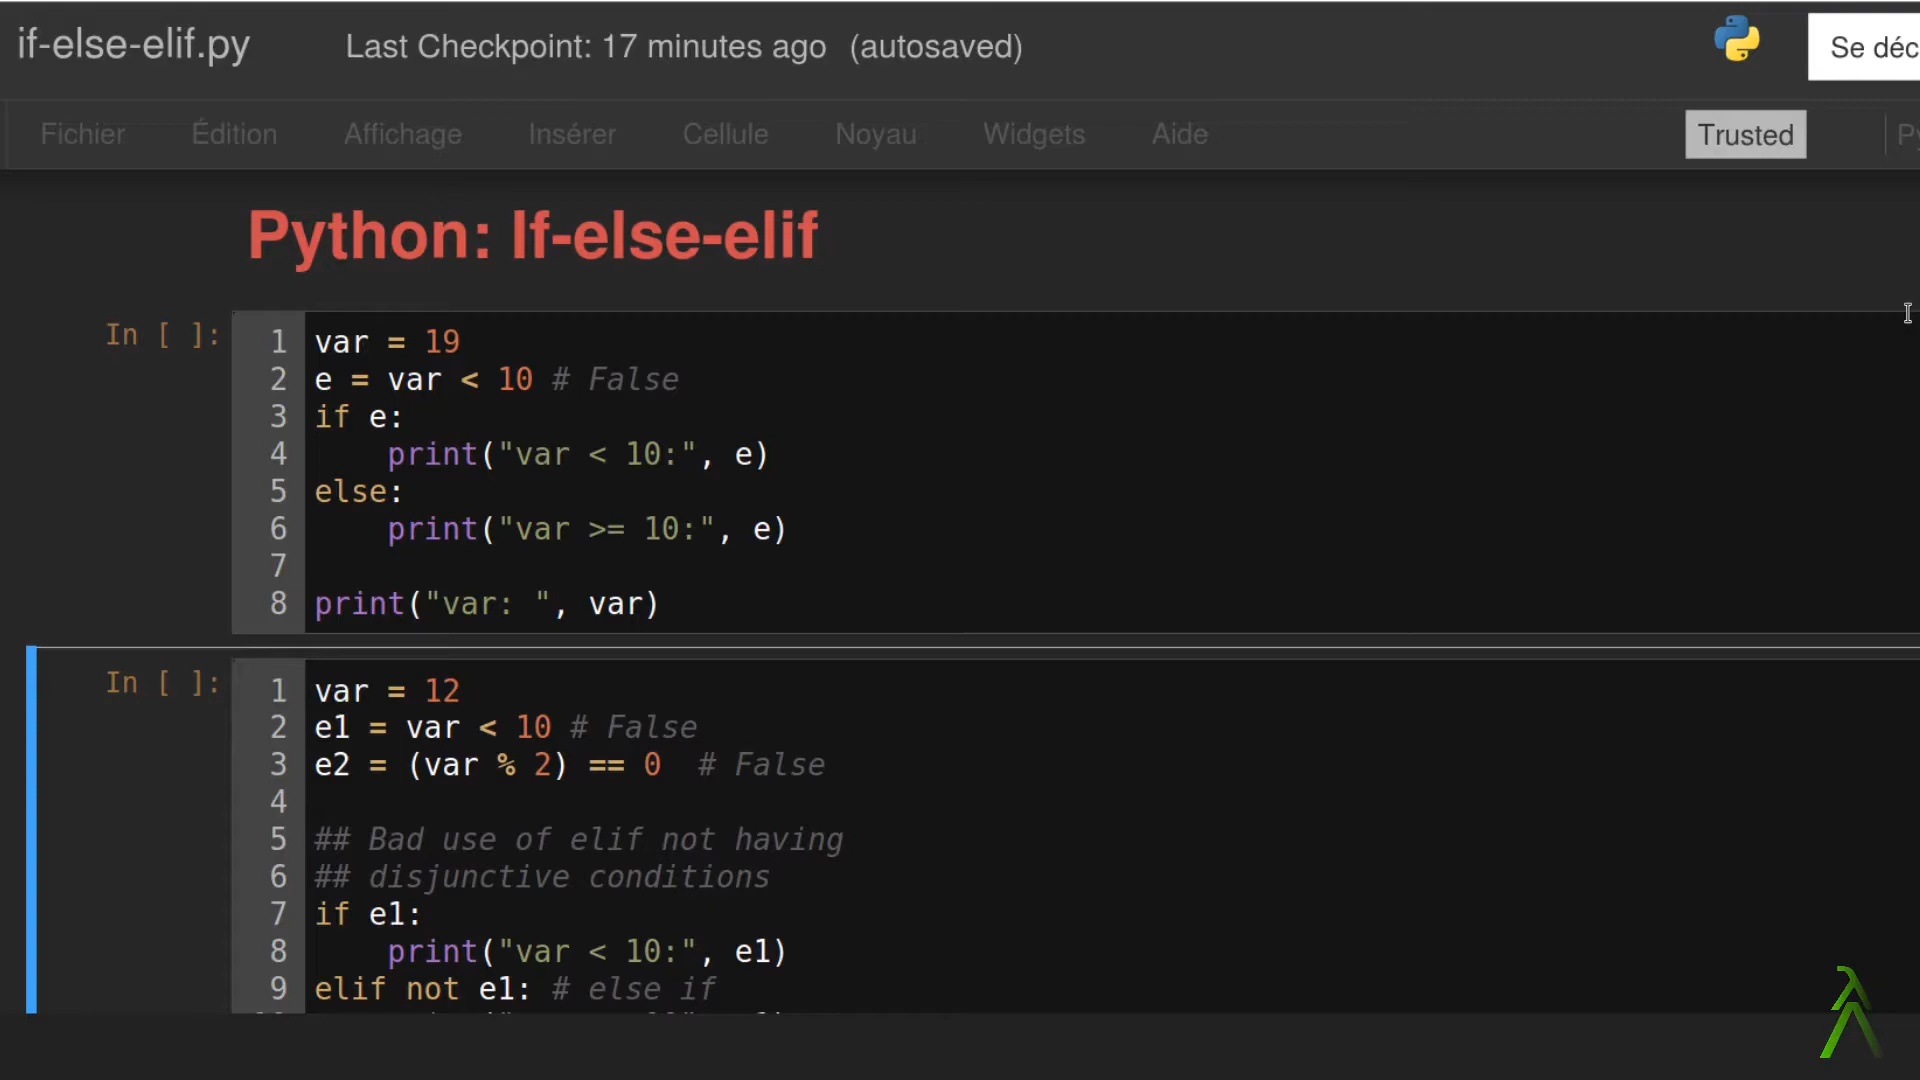 if-else-elif.py Last Checkpoint: 17 minutes ago (autosaved) Se déc
Fichier Édition Affichage Insérer Cellule Noyau Widgets Aide Trusted Py
Python: If-else-elif
In [ ]:
1 var = 19
2 e = var < 10 # False
3 if e:
4     print("var < 10:", e)
5 else:
6     print("var >= 10:", e)
7
8 print("var: ", var)
In [ ]:
1 var = 12
2 e1 = var < 10 # False
3 e2 = (var % 2) == 0  # False
4
5 ## Bad use of elif not having
6 ## disjunctive conditions
7 if e1:
8     print("var < 10:", e1)
9 elif not e1: # else if